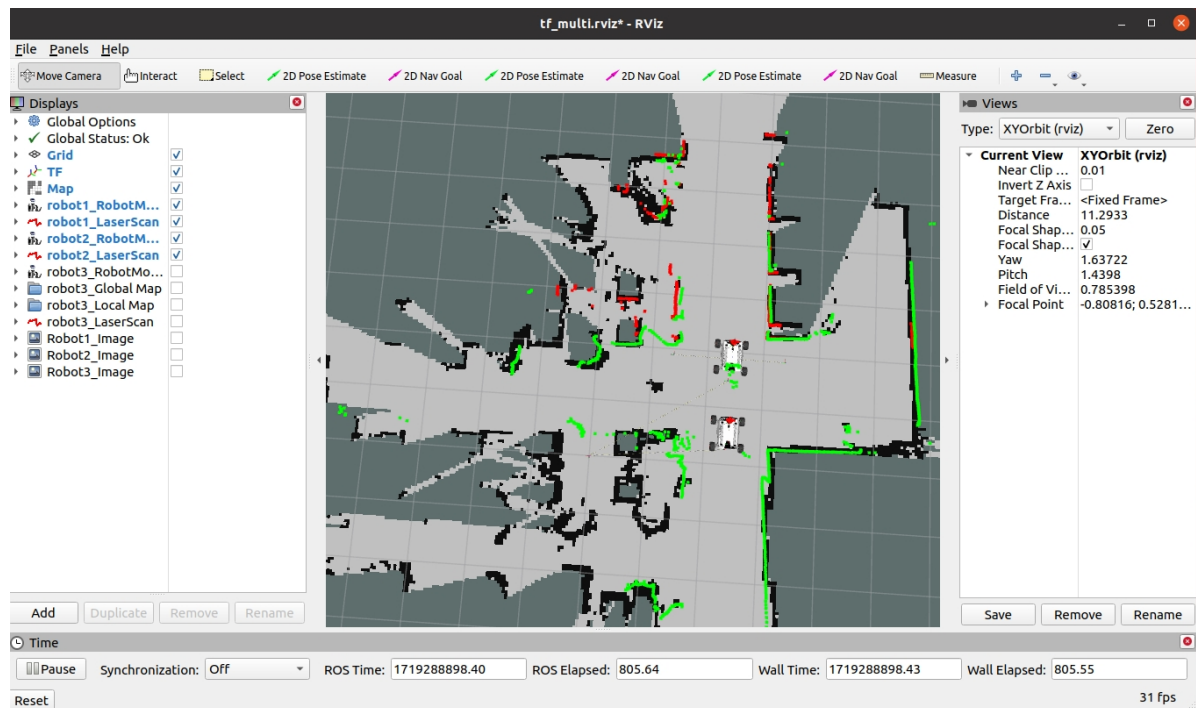 tf_multi.rviz* - RViz
File Panels Help
Move Camera Interact Select 2D Pose Estimate 2D Nav Goal 2D Pose Estimate 2D Nav Goal 2D Pose Estimate 2D Nav Goal Measure
Displays
Global Options
Global Status: Ok
Grid
TF
Map
robot1_RobotM...
robot1_LaserScan
robot2_RobotM...
robot2_LaserScan
robot3_RobotMo...
robot3_Global Map
robot3_Local Map
robot3_LaserScan
Robot1_Image
Robot2_Image
Robot3_Image
Add Duplicate Remove Rename
Views
Type: XYOrbit (rviz) Zero
Current View XYOrbit (rviz)
Near Clip ... 0.01
Invert Z Axis
Target Fra... <Fixed Frame>
Distance 11.2933
Focal Shap... 0.05
Focal Shap...
Yaw 1.63722
Pitch 1.4398
Field of Vi... 0.785398
Focal Point -0.80816; 0.5281...
Save Remove Rename
Time
Pause Synchronization: Off ROS Time: 1719288898.40 ROS Elapsed: 805.64 Wall Time: 1719288898.43 Wall Elapsed: 805.55
Reset 31 fps